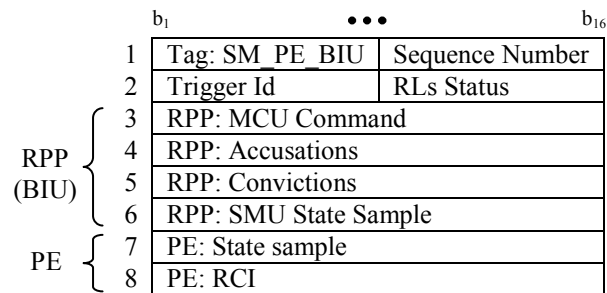 b1 ••• b16
1 Tag: SM_PE_BIU Sequence Number
2 Trigger Id RLs Status
3 RPP: MCU Command
4 RPP: Accusations
RPP
(BIU)
5 RPP: Convictions
6 RPP: SMU State Sample
7 PE: State sample
PE
8 PE: RCI